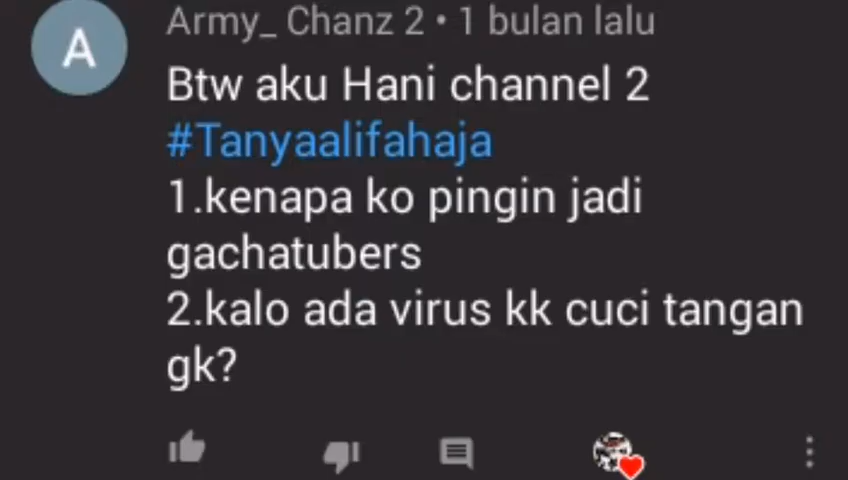 Army_ Chanz 2 • 1 bulan lalu
A
Btw aku Hani channel 2
#Tanyaalifahaja
1.kenapa ko pingin jadi
gachatubers
2.kalo ada virus kk cuci tangan
gk?